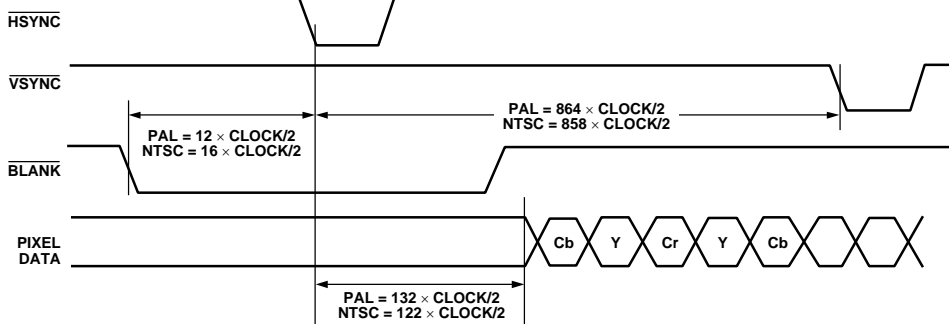 HSYNC
VSYNC
PAL = 864 × CLOCK/2
NTSC = 858 × CLOCK/2
PAL = 12 × CLOCK/2
NTSC = 16 × CLOCK/2
BLANK
PIXEL
DATA
Cb Y Cr Y Cb
PAL = 132 × CLOCK/2
NTSC = 122 × CLOCK/2